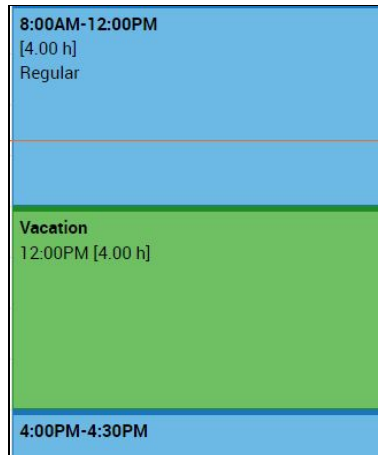 8:00AM-12:00PM
[4.00 h]
Regular
Vacation
12:00PM [4.00 h]
4:00PM-4:30PM